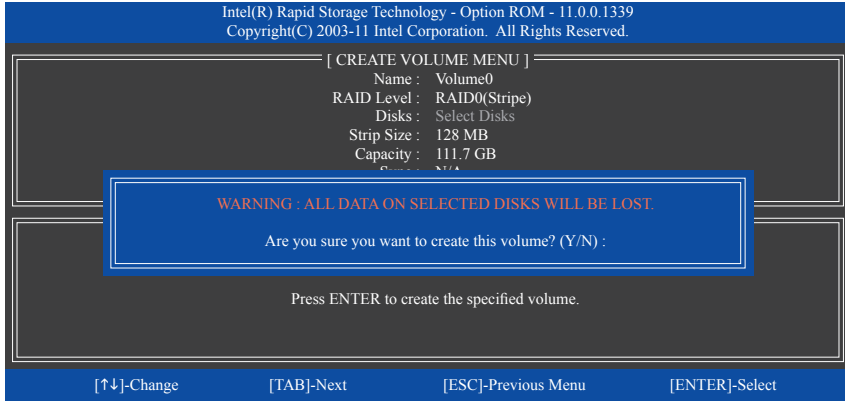 Intel(R) Rapid Storage Technology - Option ROM - 11.0.0.1339
Copyright(C) 2003-11 Intel Corporation. All Rights Reserved.
[ CREATE VOLUME MENU ]
Name : Volume0
RAID Level : RAID0(Stripe)
Disks : Select Disks
Strip Size : 128 MB
Capacity : 111.7 GB
WARNING : ALL DATA ON SELECTED DISKS WILL BE LOST.
Are you sure you want to create this volume? (Y/N) :
Press ENTER to create the specified volume.
[↑↓]-Change [TAB]-Next [ESC]-Previous Menu [ENTER]-Select